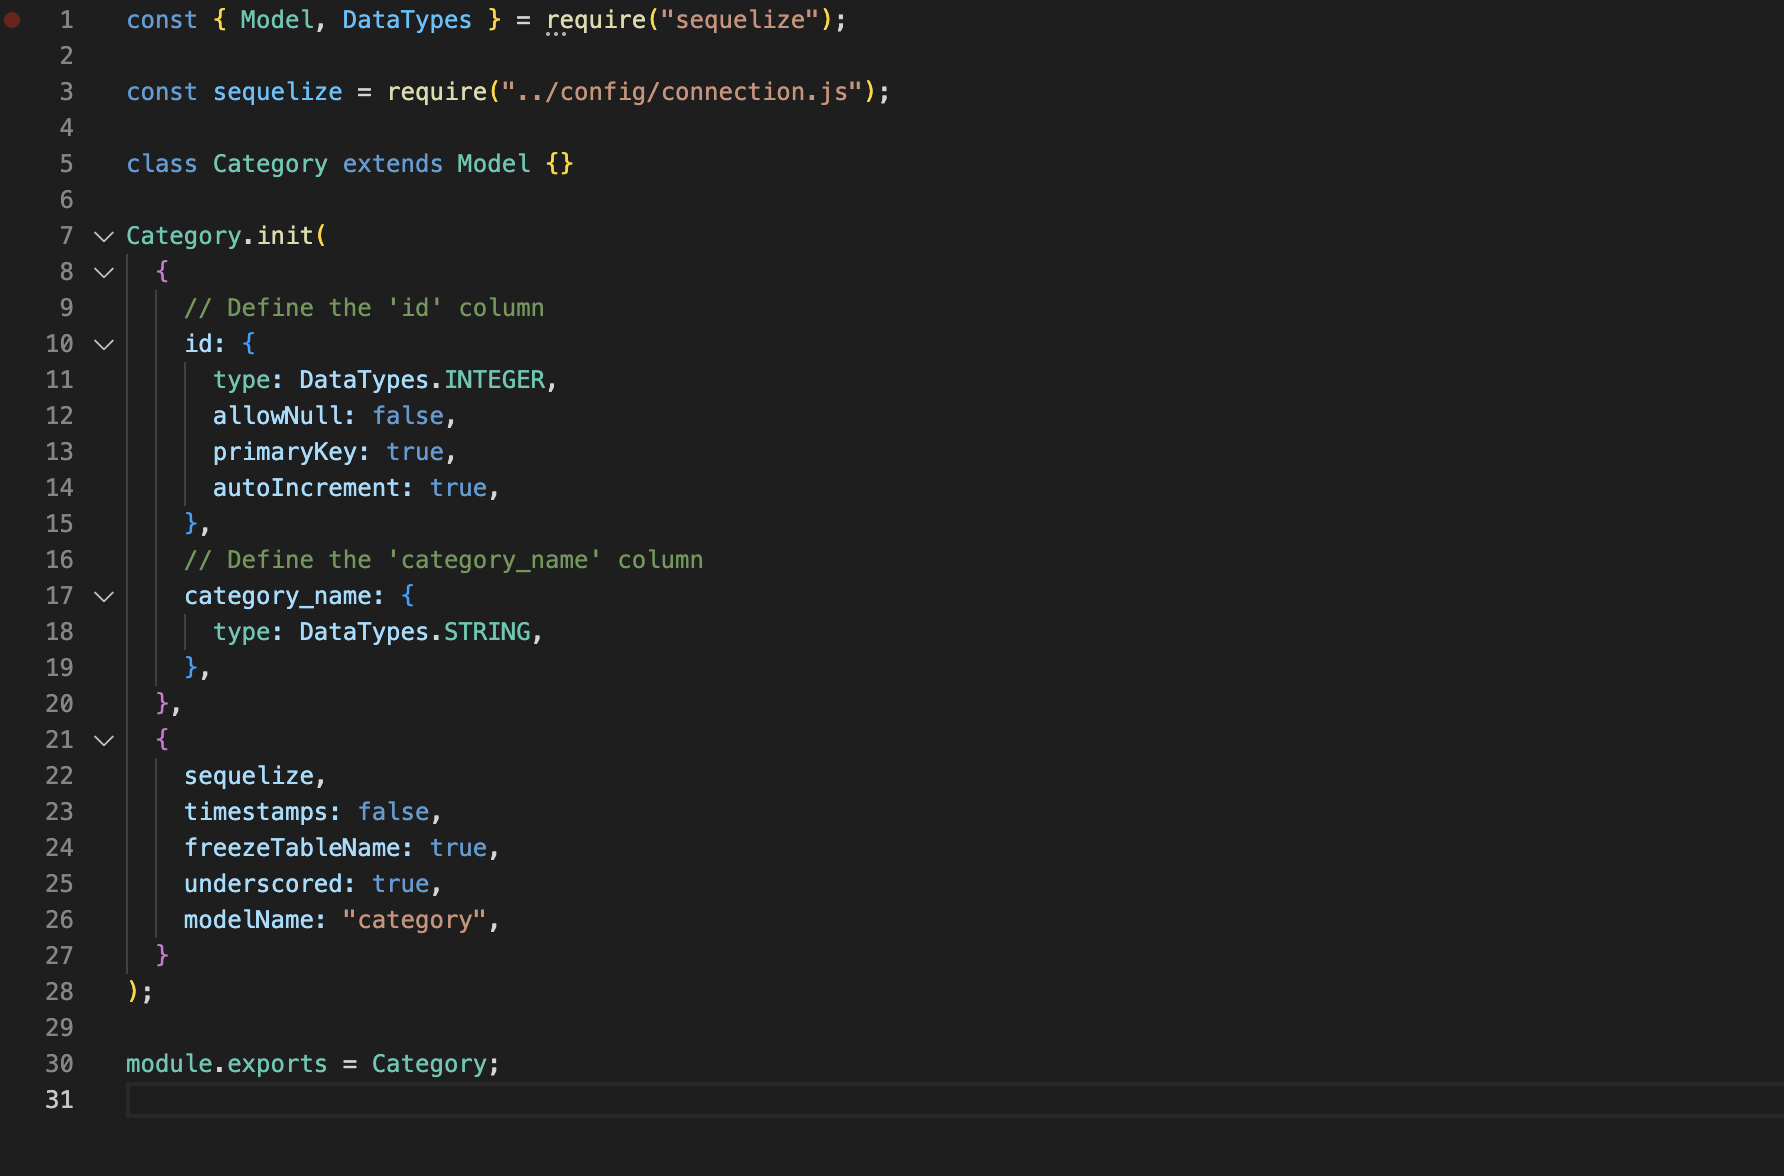 1 const { Model, DataTypes } = require("sequelize");
2
3 const sequelize = require("../config/connection.js");
4
5 class Category extends Model {}
6
7 Category.init(
8 {
9 // Define the 'id' column
10 id: {
11 type: DataTypes.INTEGER,
12 allowNull: false,
13 primaryKey: true,
14 autoIncrement: true,
15 },
16 // Define the 'category_name' column
17 category_name: {
18 type: DataTypes.STRING,
19 },
20 },
21 {
22 sequelize,
23 timestamps: false,
24 freezeTableName: true,
25 underscored: true,
26 modelName: "category",
27 }
28 );
29
30 module.exports = Category;
31